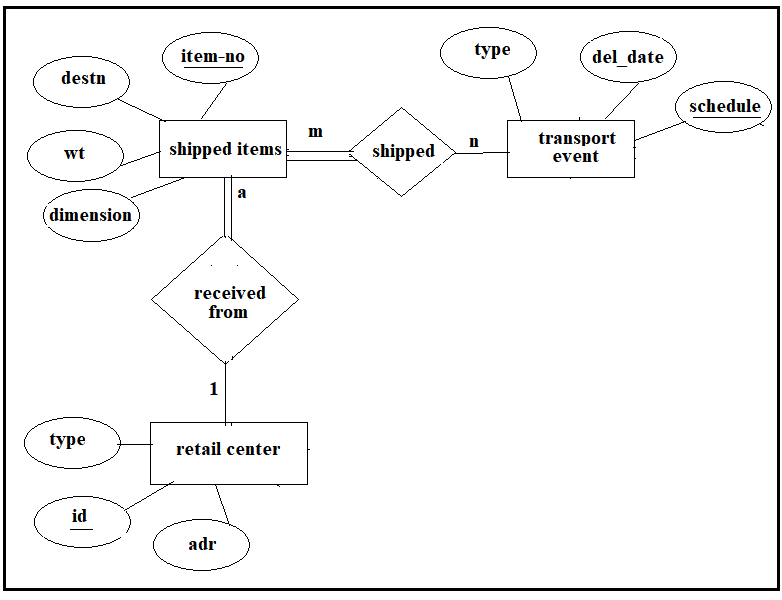 item-no
type
del_date
destn
schedule
m
n
shipped items
shipped
transport
event
wt
a
dimension
received
from
1
type
retail center
id
adr